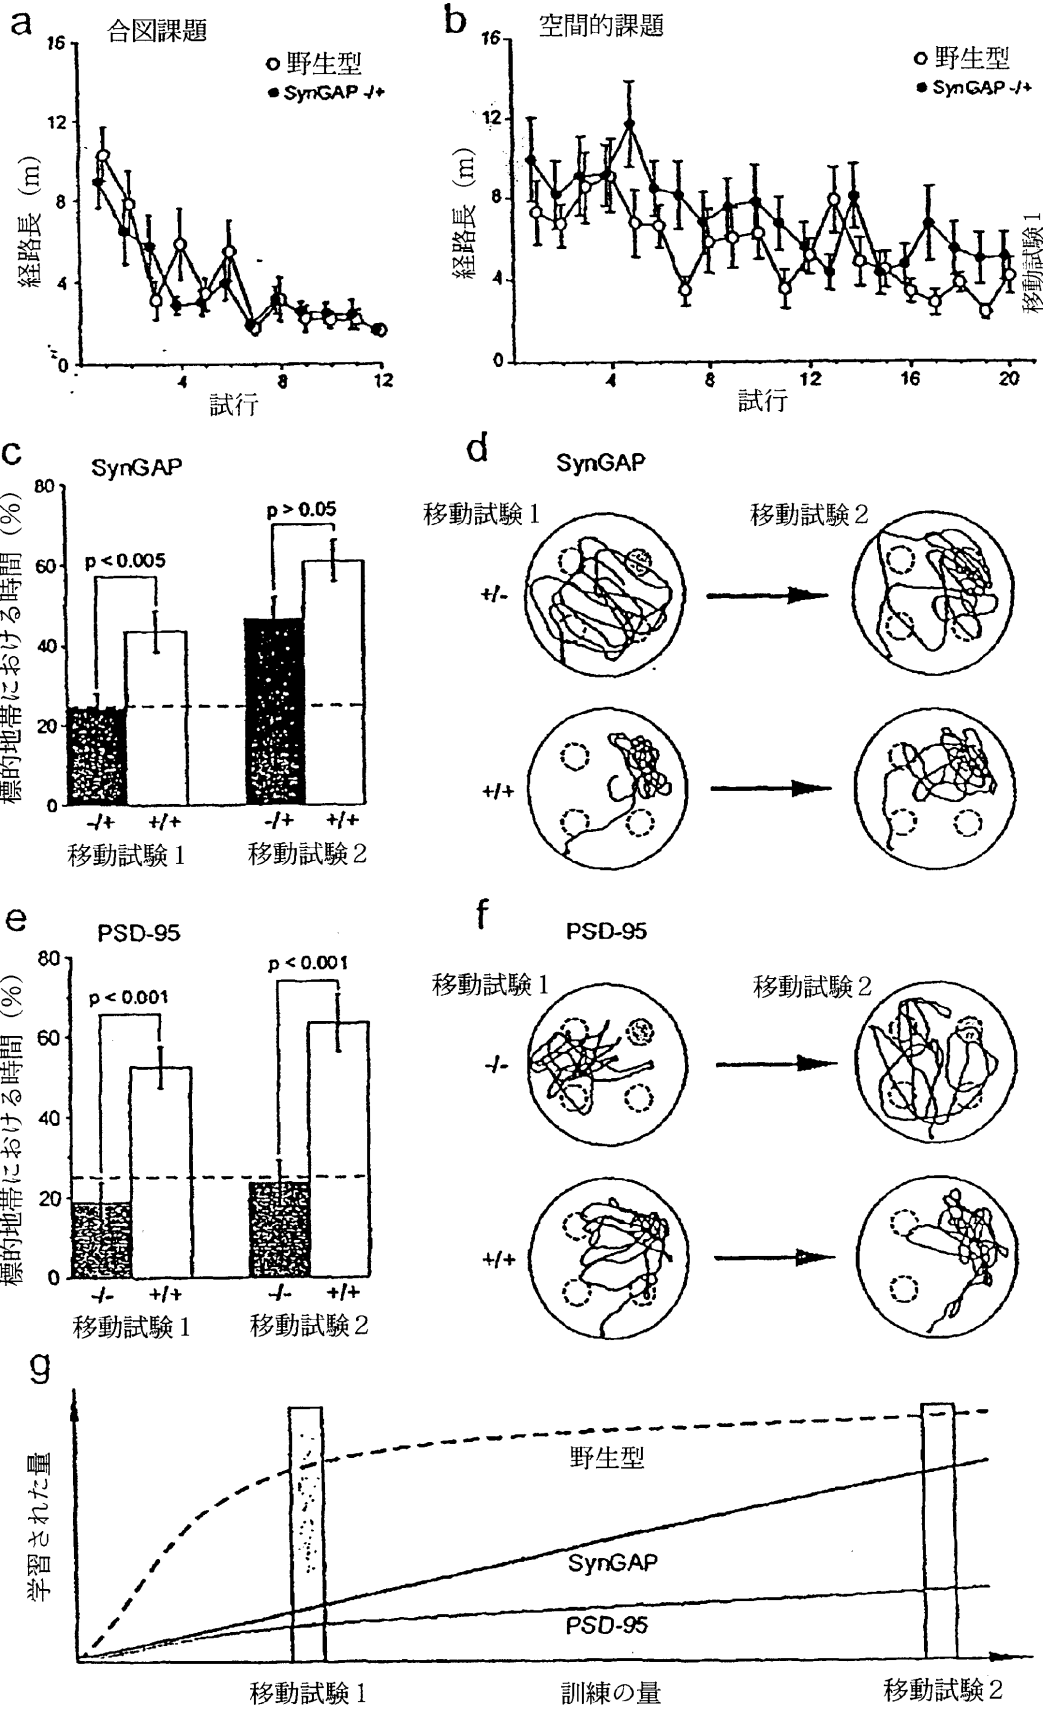 a
合図課題
16
12
8
4
0
経路長（m）
○ 野生型
● SynGAP -/+
4
8
12
試行
b
空間的課題
16
12
8
4
0
経路長（m）
○ 野生型
● SynGAP -/+
4
8
12
16
20
試行
移動試験1
c
SynGAP
80
60
40
20
0
標的地帯における時間（%）
p < 0.005
p > 0.05
-/+ +/+
-/+ +/+
移動試験1
移動試験2
d
SynGAP
移動試験1
移動試験2
+/-
+/+
e
PSD-95
80
60
40
20
0
標的地帯における時間（%）
p < 0.001
p < 0.001
-/- +/+
-/- +/+
移動試験1
移動試験2
f
PSD-95
移動試験1
移動試験2
-/-
+/+
g
学習された量
野生型
SynGAP
PSD-95
移動試験1
訓練の量
移動試験2